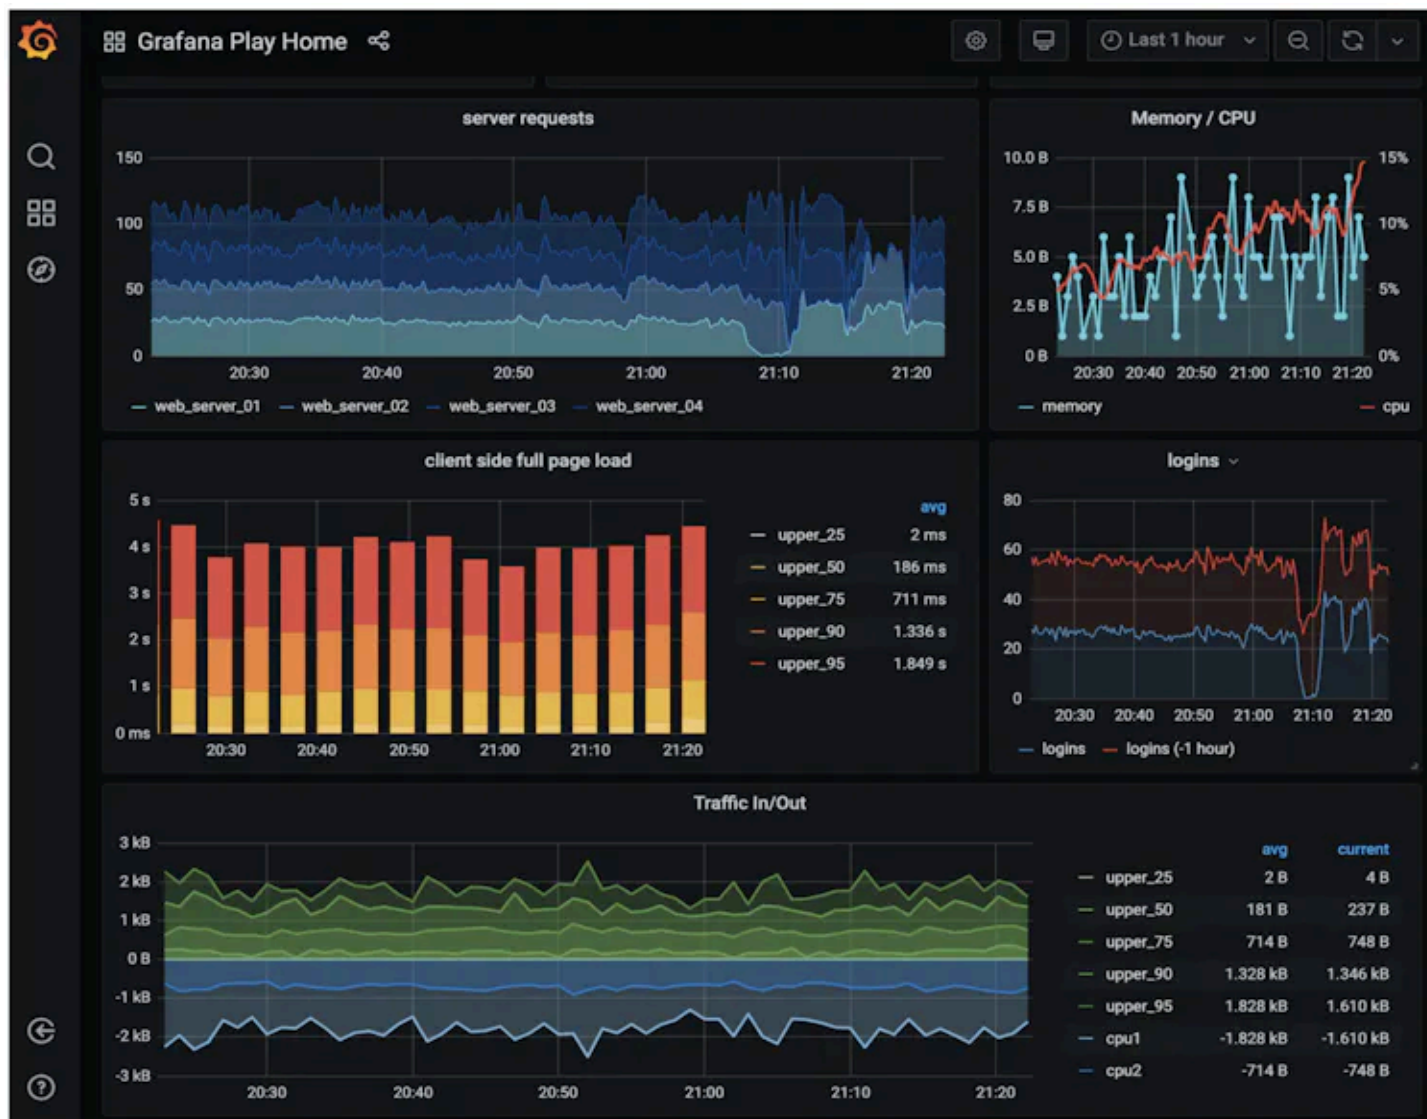 Grafana Play Home
Last 1 hour
server requests
150
100
50
0
20:30 20:40 20:50 21:00 21:10 21:20
web_server_01 web_server_02 web_server_03 web_server_04
Memory / CPU
10.0 B 15%
7.5 B 10%
5.0 B
5%
2.5 B
0 B 0%
20:30 20:40 20:50 21:00 21:10 21:20
memory cpu
client side full page load
5 s
4 s
3 s
2 s
1 s
0 ms
20:30 20:40 20:50 21:00 21:10 21:20
avg
upper_25 2 ms
upper_50 186 ms
upper_75 711 ms
upper_90 1.336 s
upper_95 1.849 s
logins
80
60
40
20
0
20:30 20:40 20:50 21:00 21:10 21:20
logins logins (-1 hour)
Traffic In/Out
3 kB
2 kB
1 kB
0 B
-1 kB
-2 kB
-3 kB
20:30 20:40 20:50 21:00 21:10 21:20
avg current
upper_25 2 B 4 B
upper_50 181 B 237 B
upper_75 714 B 748 B
upper_90 1.328 kB 1.346 kB
upper_95 1.828 kB 1.610 kB
cpu1 -1.828 kB -1.610 kB
cpu2 -714 B -748 B